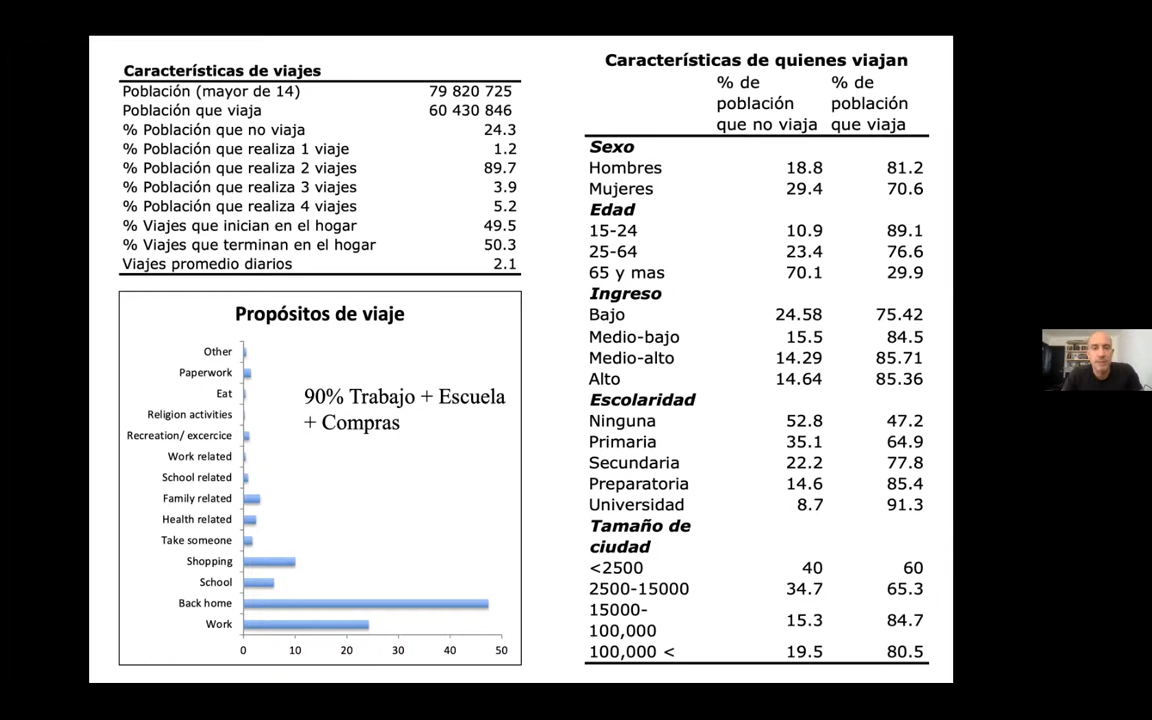 Características de viajes
Población (mayor de 14) 79 820 725
Población que viaja 60 430 846
% Población que no viaja 24.3
% Población que realiza 1 viaje 1.2
% Población que realiza 2 viajes 89.7
% Población que realiza 3 viajes 3.9
% Población que realiza 4 viajes 5.2
% Viajes que inician en el hogar 49.5
% Viajes que terminan en el hogar 50.3
Viajes promedio diarios 2.1
Propósitos de viaje
90% Trabajo + Escuela
+ Compras
Other
Paperwork
Eat
Religion activities
Recreation/ excercice
Work related
School related
Family related
Health related
Take someone
Shopping
School
Back home
Work
0 10 20 30 40 50
Características de quienes viajan
% de población que no viaja
% de población que viaja
Sexo
Hombres 18.8 81.2
Mujeres 29.4 70.6
Edad
15-24 10.9 89.1
25-64 23.4 76.6
65 y mas 70.1 29.9
Ingreso
Bajo 24.58 75.42
Medio-bajo 15.5 84.5
Medio-alto 14.29 85.71
Alto 14.64 85.36
Escolaridad
Ninguna 52.8 47.2
Primaria 35.1 64.9
Secundaria 22.2 77.8
Preparatoria 14.6 85.4
Universidad 8.7 91.3
Tamaño de
ciudad
<2500 40 60
2500-15000 34.7 65.3
15000-
100,000 15.3 84.7
100,000 < 19.5 80.5